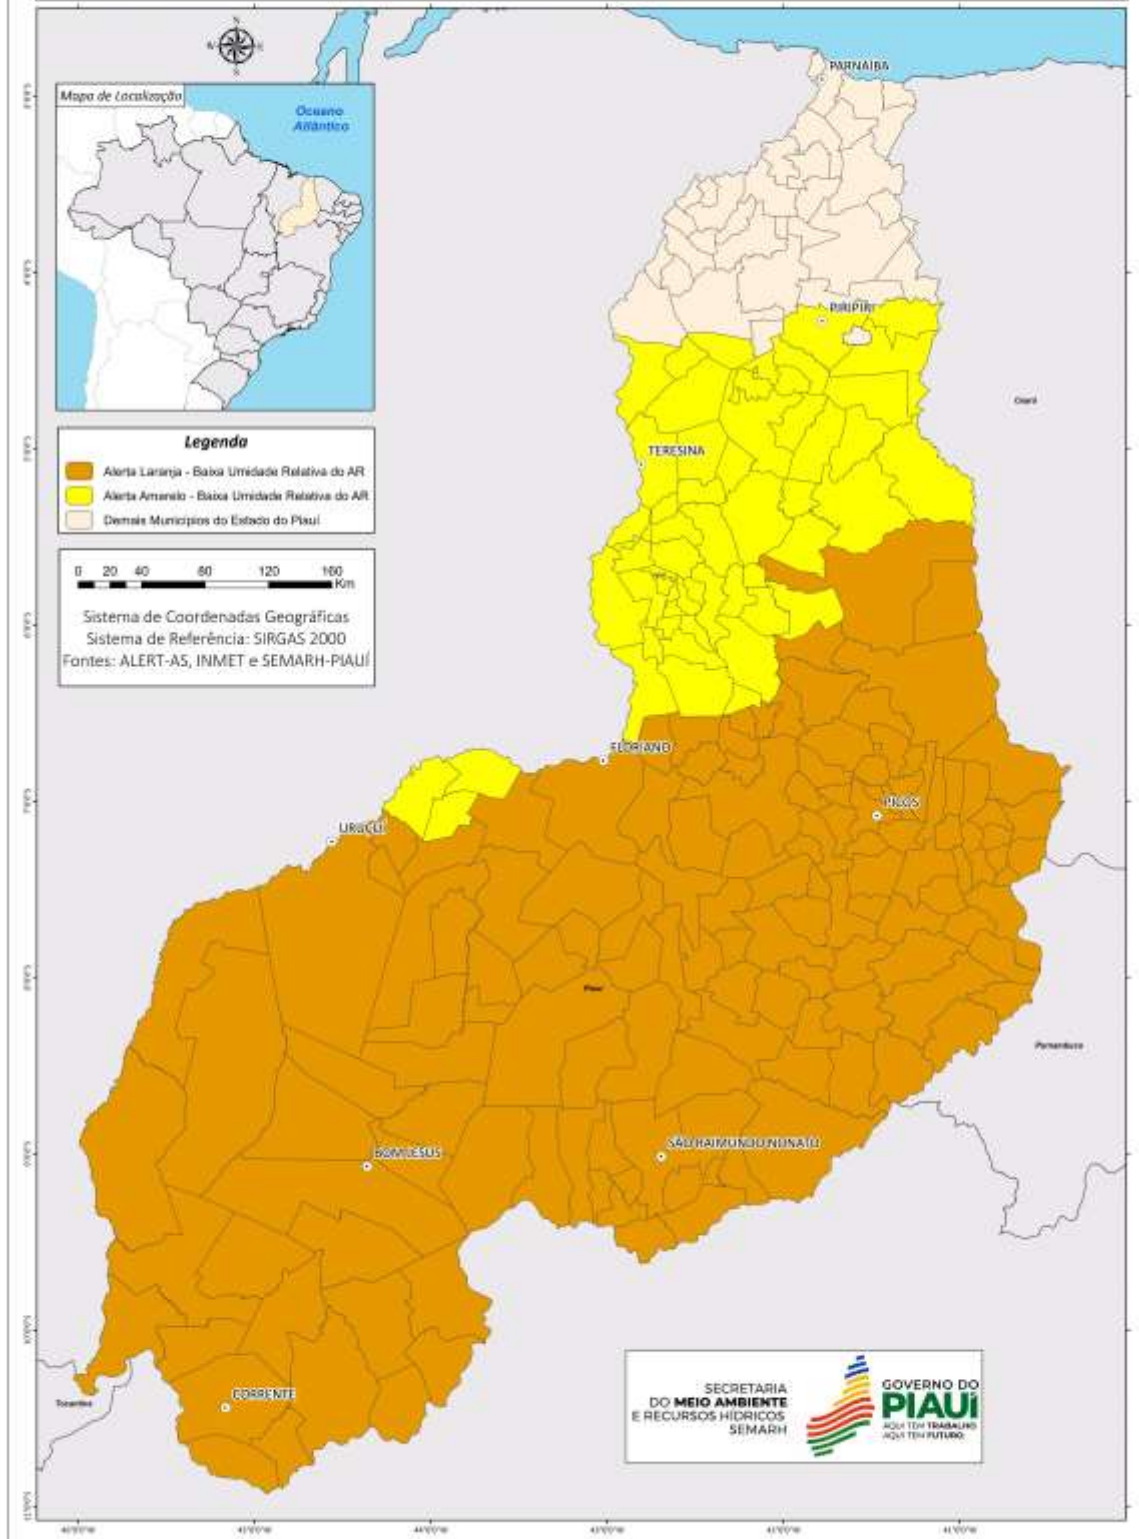 N
W
E
S
PARNAIBA
Mapa de Localização
Oceano
Atlântico
PIRIPIRI
Ceará
Legenda
Alerta Laranja - Baixa Umidade Relativa do AR
Alerta Amarelo - Baixa Umidade Relativa do AR
Demais Municípios do Estado do Piauí
TERESINA
0 20 40 80 120 160
Km
Sistema de Coordenadas Geográficas
Sistema de Referência: SIRGAS 2000
Fontes: ALERT-AS, INMET e SEMARH-PIAUÍ
FLORIANO
PICOS
URUÇUÍ
Piauí
Pernambuco
SÃO RAIMUNDO NONATO
BOM JESUS
CORRENTE
Tocantins
SECRETARIA
DO MEIO AMBIENTE
E RECURSOS HÍDRICOS
SEMARH
GOVERNO DO
PIAUÍ
AQUI TEM TRABALHO
AQUI TEM FUTURO.